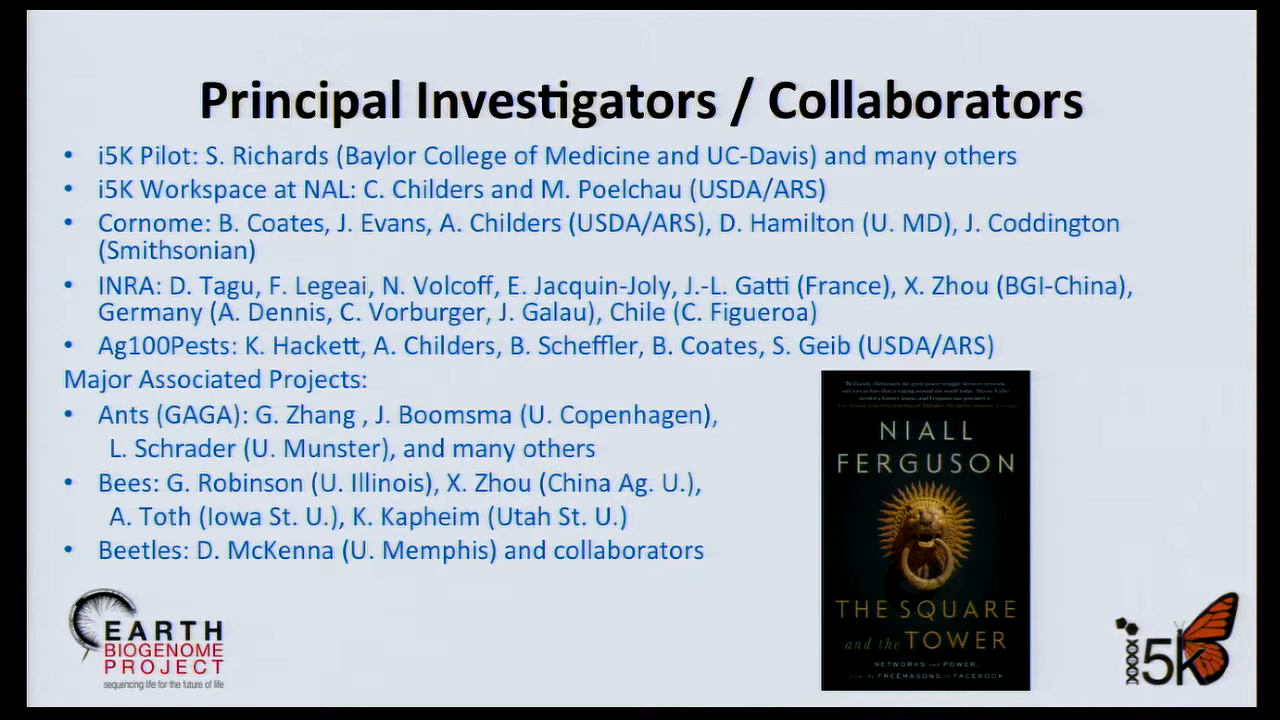 Principal Investigators / Collaborators
• i5K Pilot: S. Richards (Baylor College of Medicine and UC-Davis) and many others
• i5K Workspace at NAL: C. Childers and M. Poelchau (USDA/ARS)
• Cornome: B. Coates, J. Evans, A. Childers (USDA/ARS), D. Hamilton (U. MD), J. Coddington
(Smithsonian)
• INRA: D. Tagu, F. Legeai, N. Volcoff, E. Jacquin-Joly, J.-L. Gatti (France), X. Zhou (BGI-China),
Germany (A. Dennis, C. Vorburger, J. Galau), Chile (C. Figueroa)
• Ag100Pests: K. Hackett, A. Childers, B. Scheffler, B. Coates, S. Geib (USDA/ARS)
Major Associated Projects:
• Ants (GAGA): G. Zhang , J. Boomsma (U. Copenhagen),
L. Schrader (U. Munster), and many others
• Bees: G. Robinson (U. Illinois), X. Zhou (China Ag. U.),
A. Toth (Iowa St. U.), K. Kapheim (Utah St. U.)
• Beetles: D. McKenna (U. Memphis) and collaborators
NIALL
FERGUSON
THE SQUARE
and the TOWER
NETWORKS and POWER,
from the FREEMASONS to FACEBOOK
EARTH
BIOGENOME
PROJECT
sequencing life for the future of life
i5k